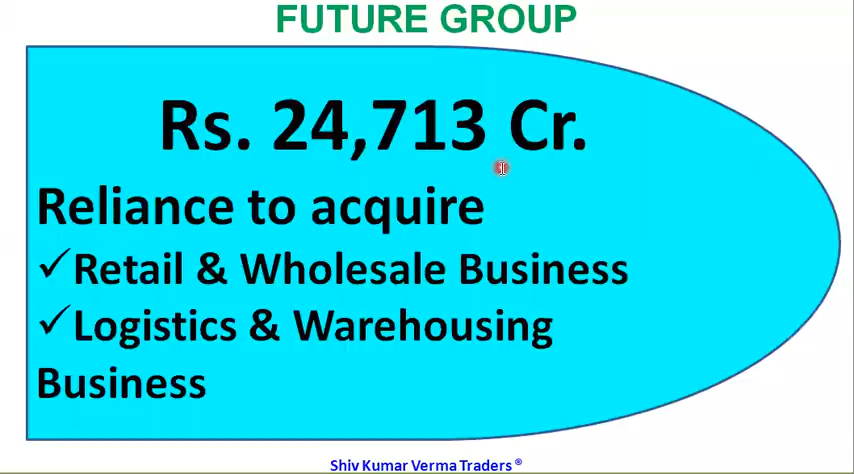 FUTURE GROUP
Rs. 24,713 Cr.
Reliance to acquire
✓Retail & Wholesale Business
✓Logistics & Warehousing
Business
Shiv Kumar Verma Traders ®